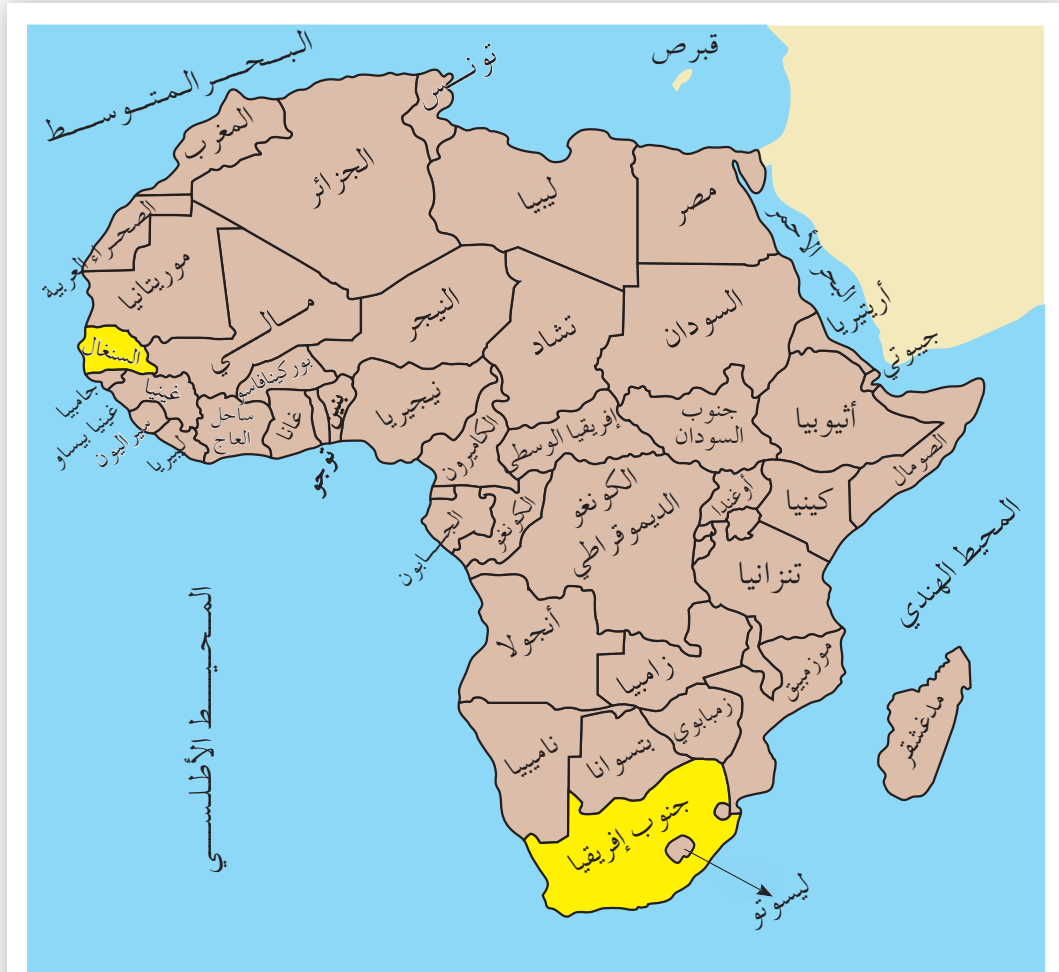 البحر المتوسط
قبرص
تونس
المغرب
الجزائر
ليبيا
مصر
البحر الأحمر
الصحراء العربية
موريتانيا
مالي
النيجر
تشاد
السودان
أريتيريا
جيبوتي
السنغال
جامبيا
غينيا بيساو
غينيا
سيراليون
ليبيريا
ساحل
العاج
بوركينافاسو
غانا
توجو
بنين
نيجيريا
الكاميرون
إفريقيا الوسطى
جنوب
السودان
أثيوبيا
الصومال
الجابون
الكونغو
الكونغو
الديموقراطي
أوغندا
كينيا
تنزانيا
المحيط الهندي
المحيط الأطلسي
أنجولا
زامبيا
موزمبيق
مدغشقر
ناميبيا
بتسوانا
زمبابوي
جنوب إفريقيا
ليسوتو